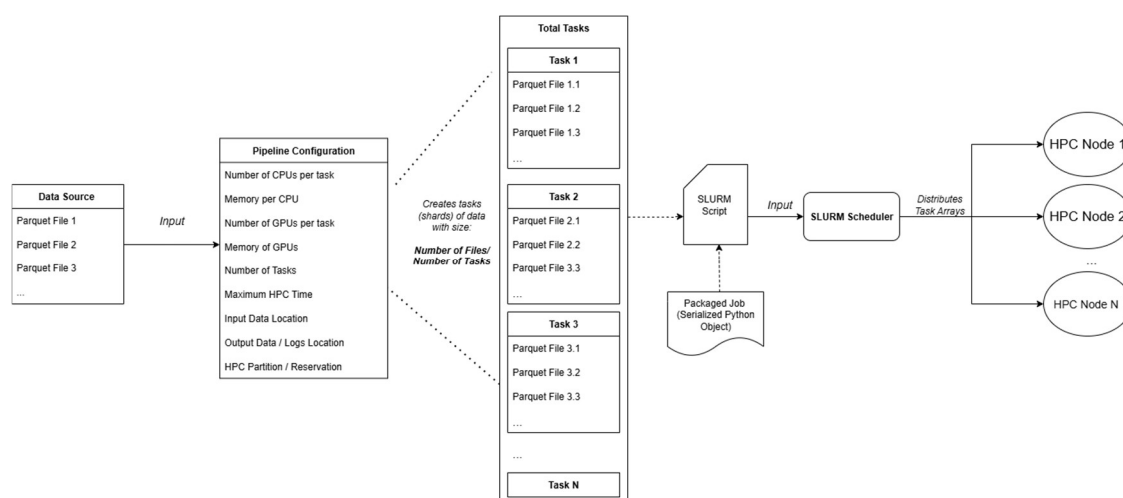 Data Source
Parquet File 1
Parquet File 2
Parquet File 3
...
Input
Pipeline Configuration
Number of CPUs per task
Memory per CPU
Number of GPUs per task
Memory of GPUs
Number of Tasks
Maximum HPC Time
Input Data Location
Output Data / Logs Location
HPC Partition / Reservation
Creates tasks
(shards) of data
with size:
Number of Files/
Number of Tasks
Total Tasks
Task 1
Parquet File 1.1
Parquet File 1.2
Parquet File 1.3
...
Task 2
Parquet File 2.1
Parquet File 2.2
Parquet File 3.3
...
Task 3
Parquet File 3.1
Parquet File 3.2
Parquet File 3.3
...
...
Task N
SLURM
Script
Packaged Job
(Serialized Python
Object)
Input
SLURM Scheduler
Distributes
Task Arrays
HPC Node 1
HPC Node 2
...
HPC Node N